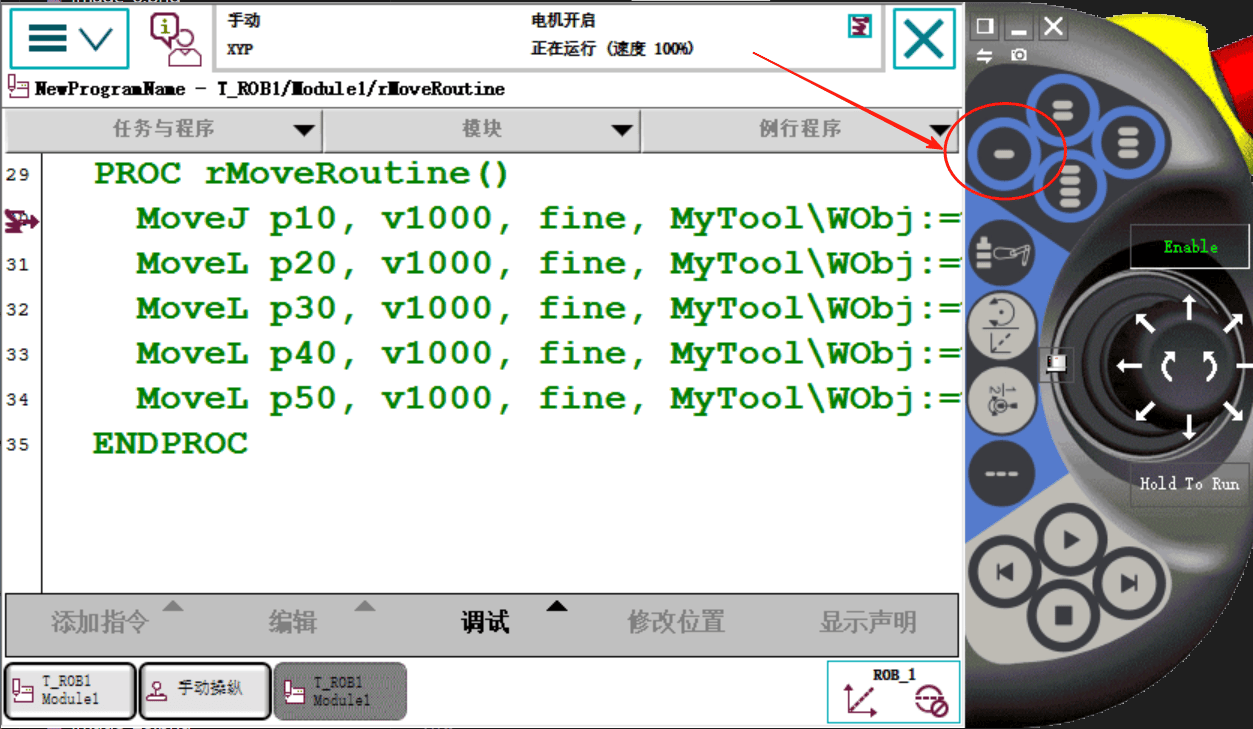 手动
电机开启
XYP
正在运行 (速度 100%)
NewProgramName - T_ROB1/Module1/rMoveRoutine
任务与程序
模块
例行程序
29 PROC rMoveRoutine()
MoveJ p10, v1000, fine, MyTool\WObj:=
31 MoveL p20, v1000, fine, MyTool\WObj:=
32 MoveL p30, v1000, fine, MyTool\WObj:=
33 MoveL p40, v1000, fine, MyTool\WObj:=
34 MoveL p50, v1000, fine, MyTool\WObj:=
35 ENDPROC
Enable
Hold To Run
添加指令
编辑
调试
修改位置
显示声明
T_ROB1
Module1
手动操纵
T_ROB1
Module1
ROB_1